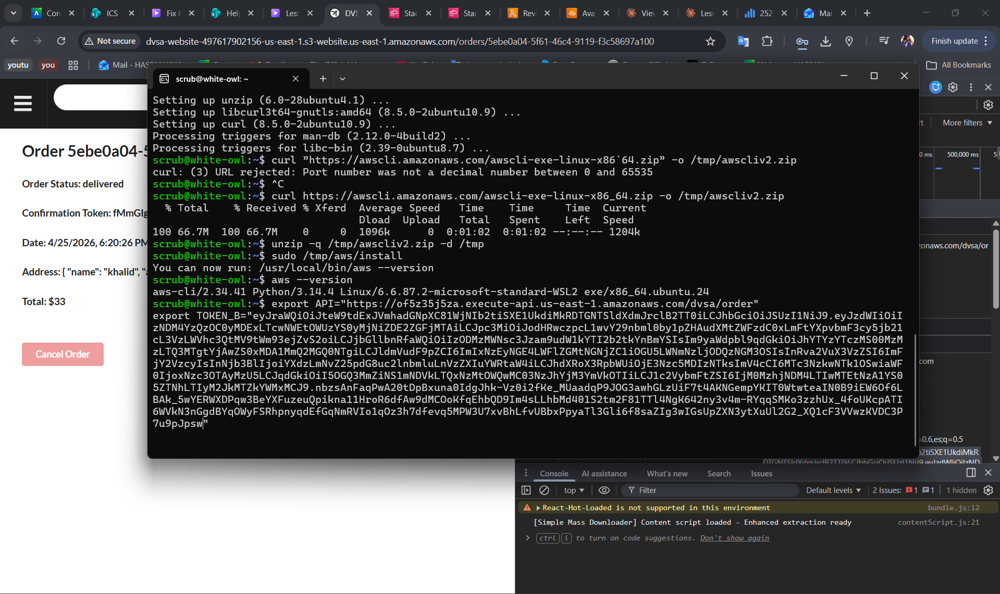 Con
ICS
Fix L
Help
Less
DVS
Stac
Stac
Revi
Ava
View
Less
252
Mai
Not secure
dvsa-website-497617902156-us-east-1.s3-website.us-east-1.amazonaws.com/orders/5ebe0a04-5f61-46c4-9119-f3c58697a100
Finish update
youtu
you
Mail - HASSAN
All Bookmarks
scrub@white-owl: ~
Setting up unzip (6.0-28ubuntu4.1) ...
Setting up libcurl3t64-gnutls:amd64 (8.5.0-2ubuntu10.9) ...
Setting up curl (8.5.0-2ubuntu10.9) ...
Processing triggers for man-db (2.12.0-4build2) ...
Processing triggers for libc-bin (2.39-0ubuntu8.7) ...
scrub@white-owl:~$ curl ”https://awscli.amazonaws.com/awscli-exe-linux-x86˙64.zip” -o /tmp/awscliv2.zip
curl: (3) URL rejected: Port number was not a decimal number between 0 and 65535
scrub@white-owl:~$ ^C
scrub@white-owl:~$ curl https://awscli.amazonaws.com/awscli-exe-linux-x86_64.zip -o /tmp/awscliv2.zip
% Total % Received % Xferd Average Speed Time Time Time Current
Dload Upload Total Spent Left Speed
100 66.7M 100 66.7M 0 0 1096k 0 0:01:02 0:01:02 --:--:-- 1204k
scrub@white-owl:~$ unzip -q /tmp/awscliv2.zip -d /tmp
scrub@white-owl:~$ sudo /tmp/aws/install
You can now run: /usr/local/bin/aws --version
scrub@white-owl:~$ aws --version
aws-cli/2.34.41 Python/3.14.4 Linux/6.6.87.2-microsoft-standard-WSL2 exe/x86_64.ubuntu.24
scrub@white-owl:~$ export API="https://of5z35j5za.execute-api.us-east-1.amazonaws.com/dvsa/order"
export TOKEN_B="eyJraWQiOiJteW9tdExJVmhadGNpXC81WjNIb2tiSXE1UkdiMkRDTGNTSldXdmJrclB2TT0iLCJhbGciOiJSUzI1NiJ9.eyJzdWIiOiI
zNDM4YzQzOC0yMDExLTcwNWEtOWUzYS0yMjNiZDE2ZGFjMTAiLCJpc3MiOiJodHRwczpcL1wvY29nbml0by1pZHAudXMtZWFzdC0xLmFtYXpvbmF3cy5jb21
cL3VzLWVhc3QtMV9tWm93ejZvS2oiLCJjbGllbnRfaWQiOiIzODMzMWNsc3Jzam9udW1kYTI2b2tkYnBmYSIsIm9yaWdpbl9qdGkiOiJhYTYzYTczMS00MzM
zLTQ3MTgtYjAwZS0xMDA1MmQ2MGQ0NTgiLCJldmVudF9pZCI6ImIxNzEyNGE4LWFlZGMtNGNjZC1iOGU5LWNmNzljODQzNGM3OSIsInRva2VuX3VzZSI6ImF
jY2VzcyIsInNjb3BlIjoiYXdzLmNvZ25pdG8uc2lnbmluLnVzZXIuYWRtaW4iLCJhdXRoX3RpbWUiOjE3Nzc5MDIzNTksImV4cCI6MTc3NzkwNTk1OSwiaWF
0IjoxNzc3OTAyMzU5LCJqdGkiOiI5OGQ3MmZiNS1mNDVkLTQxNzMtOWQwMC03NzJhYjM3YmVkOTIiLCJ1c2VybmFtZSI6IjM0MzhjNDM4LTIwMTEtNzA1YS0
5ZTNhLTIyM2JkMTZkYWMxMCJ9.nbzsAnFaqPwA20tDpBxuna0IdgJhk-Vz0i2fKe_MUaadqP9JOG3awhGLzUiF7t4AKNGempYKIT0WtwteaIN0B9iEW6Of6L
BAk_5wYERWXDPqw3BeYXFuzeuQpikna11HroR6dfAw9dMCOoKfqEhbQD9Im4sLLhbMd401S2tm2F81TTl4NgK642ny3v4m-RYqqSMKo3zzhUx_4foUKcpATI
6WVkN3nGgdBYqOWyFSRhpnyqdEfGqNmRVIo1qOz3h7dfevq5MPW3U7xvBhLfvUBbxPpyaTl3Gli6f8saZIg3wIGsUpZXN3ytXuUl2G2_XQ1cF3VVwzKVDC3P
7u9pJpsw"
Order 5ebe0a04-5
Order Status: delivered
Confirmation Token: fMmGIg
Date: 4/25/2026, 6:20:26 PM
Address: { "name": "khalid", "a
Total: $33
Cancel Order
rt
More filters
0 ms
500,000 ms
5
zonaws.com/dvsa/or
com
=0.6,es;q=0.5
b2tiSXE1UkdiMkR
DTGNTSldXdmJrclB2TT0iLCJhbGciOiJSUzI1NiJ9.eyJzdWIiOiIzND
Console
AI assistance
What's new
Search
Issues
top
Filter
Default levels
2 Issues:
1
1
1 hidden
React-Hot-Loaded is not supported in this environment
bundle.js:12
[Simple Mass Downloader] Content script loaded - Enhanced extraction ready
contentScript.js:21
ctrl i to turn on code suggestions. Don't show again